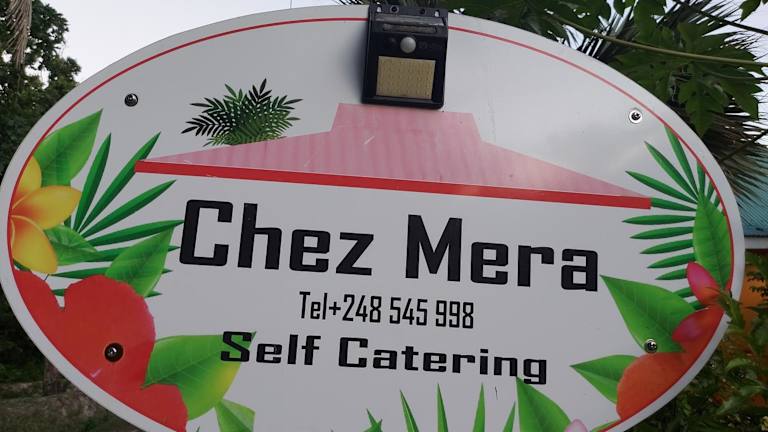 Chez Mera
Tel+248 545 998
Self Catering